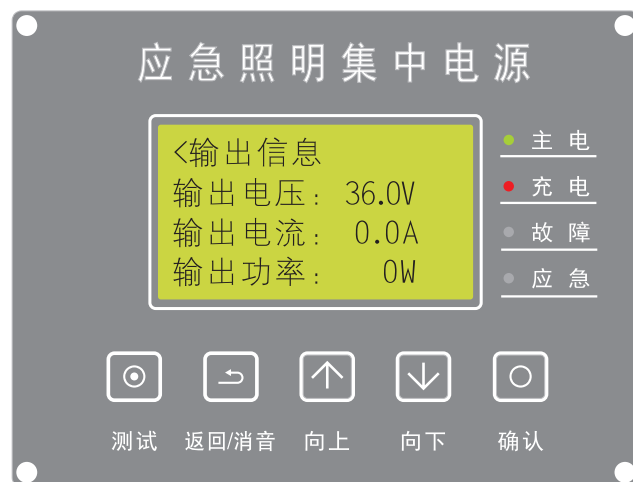 应急照明集中电源
<输出信息
输出电压: 36.0V
输出电流: 0.0A
输出功率: 0W
主电
充电
故障
应急
测试 返回/消音 向上 向下 确认